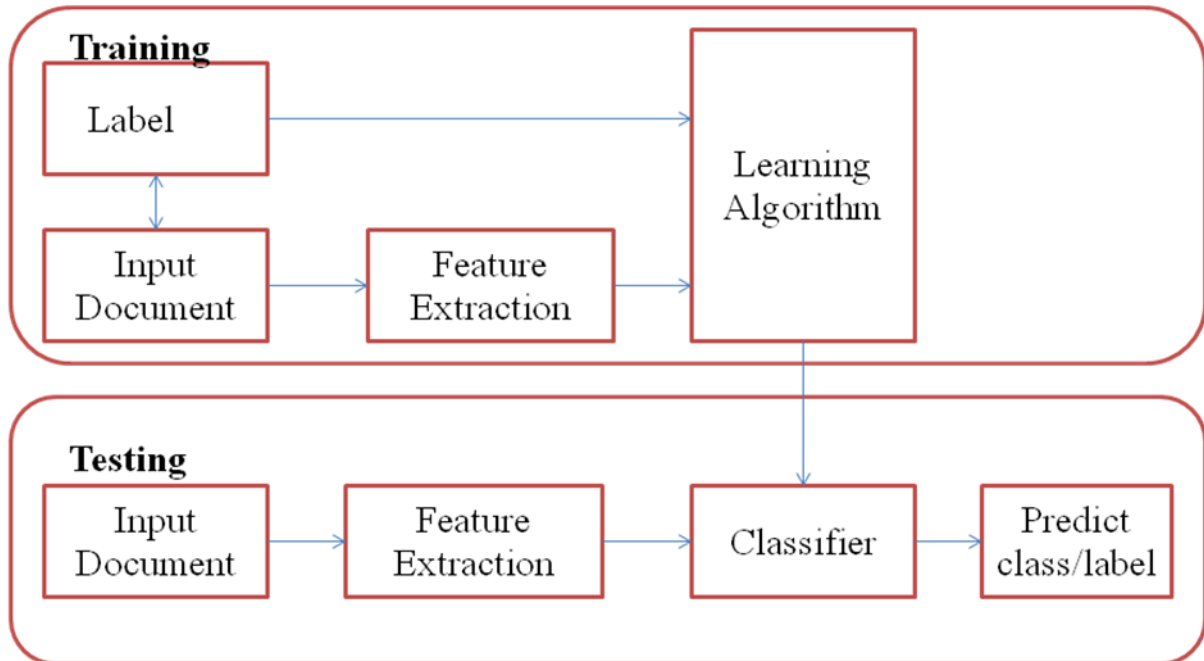 Training
Label
Learning
Algorithm
Input
Document
Feature
Extraction
Testing
Input
Document
Feature
Extraction
Classifier
Predict
class/label